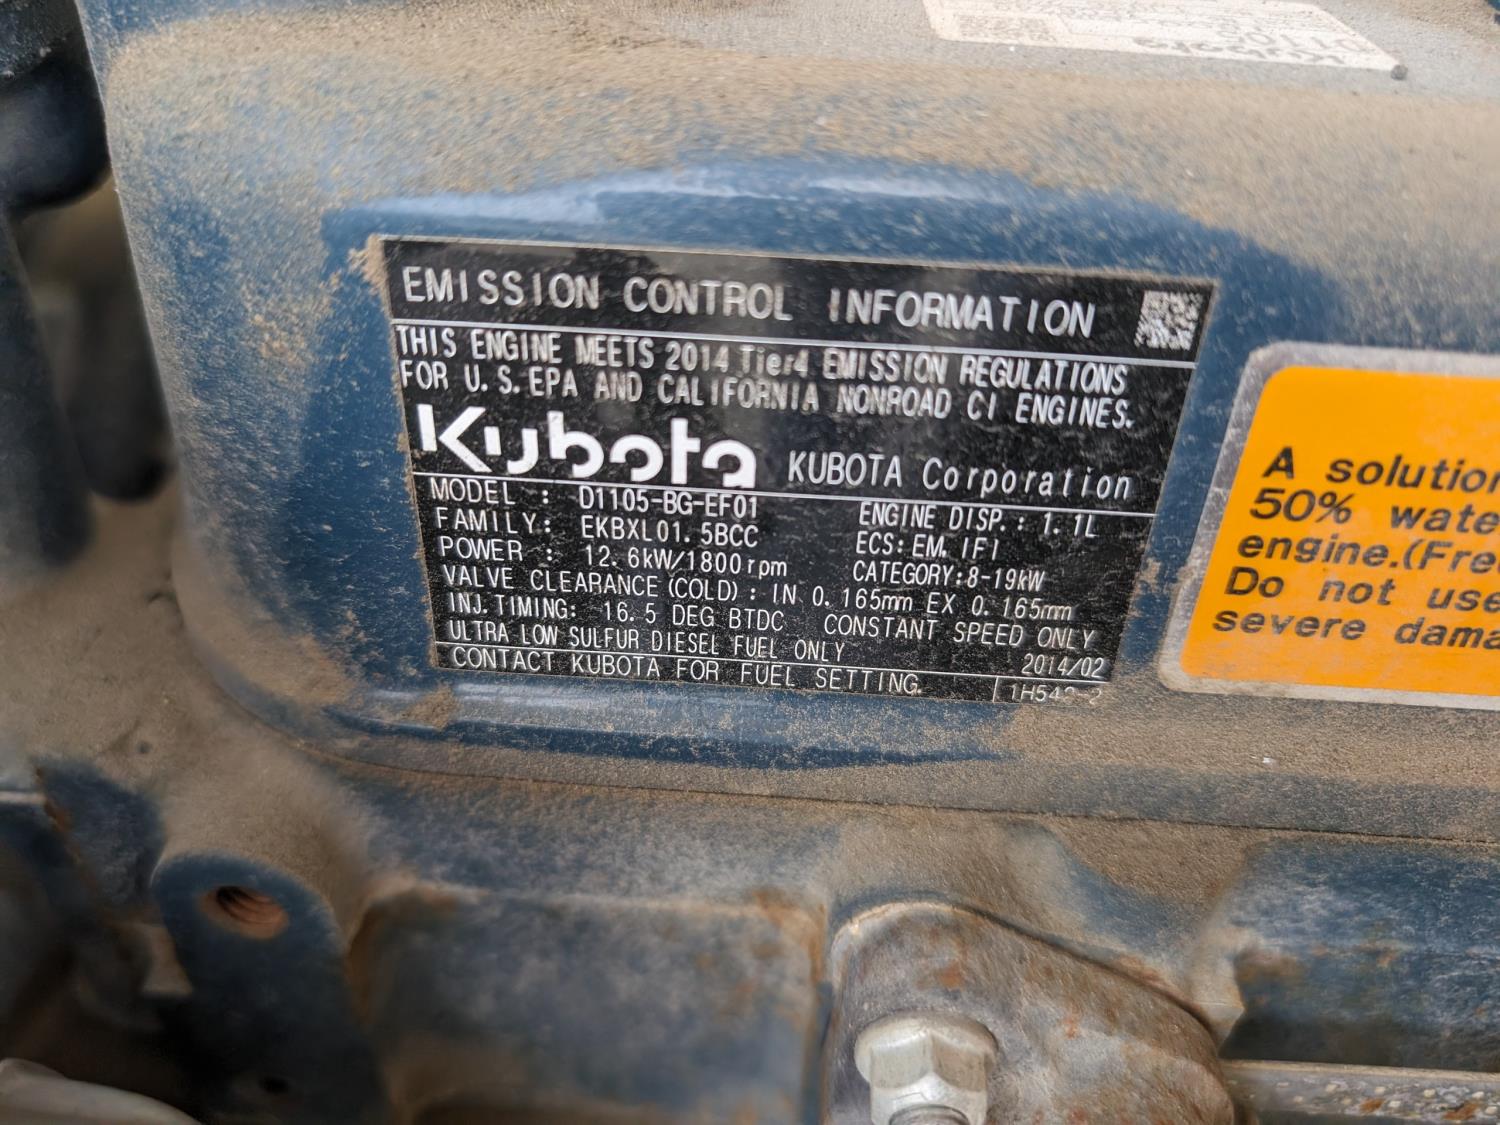 EMISSION CONTROL INFORMATION
THIS ENGINE MEETS 2014 Tier4 EMISSION REGULATIONS
FOR U.S.EPA AND CALIFORNIA NONROAD CI ENGINES.
Kubota KUBOTA Corporation
MODEL : D1105-BG-EF01 ENGINE DISP.: 1.1L
FAMILY: EKBXL01.5BCC ECS:EM,IFI
POWER : 12.6kW/1800rpm CATEGORY:8-19kW
VALVE CLEARANCE(COLD): IN 0.165mm EX 0.165mm
INJ.TIMING: 16.5 DEG BTDC CONSTANT SPEED ONLY
ULTRA LOW SULFUR DIESEL FUEL ONLY 2014/02
CONTACT KUBOTA FOR FUEL SETTING.
A solution
50% wate
engine.(Fre
Do not use
severe dama
Kubota
D1105